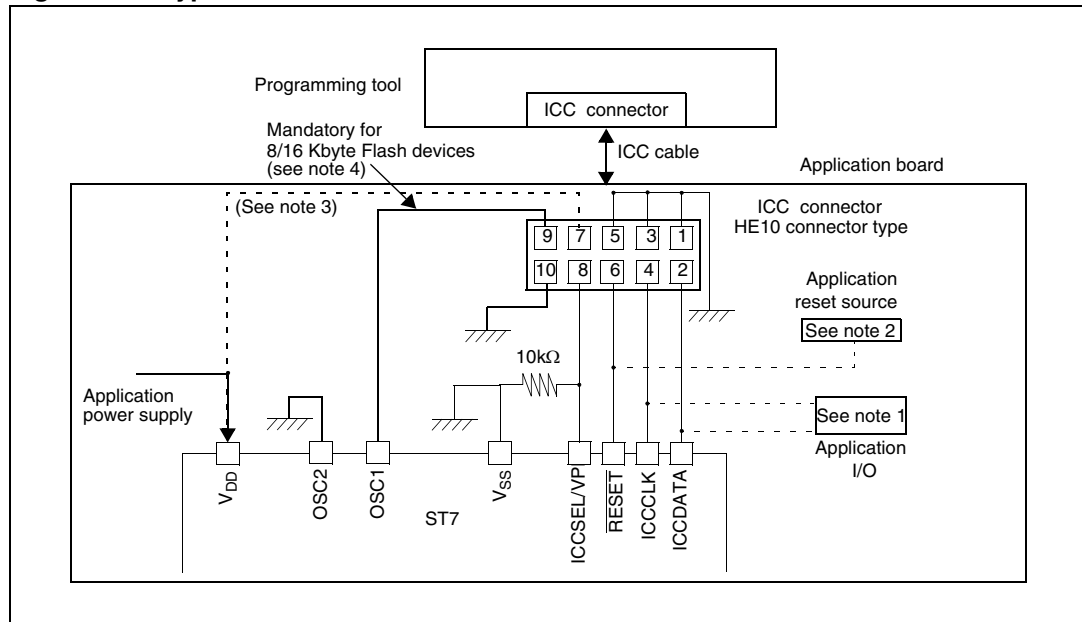 Programming tool
ICC connector
Mandatory for
8/16 Kbyte Flash devices
(see note 4)
ICC cable
Application board
(See note 3)
ICC connector
HE10 connector type
9 7 5 3 1
10 8 6 4 2
Application
reset source
See note 2
10kΩ
Application
power supply
See note 1
Application
I/O
VDD
OSC2
OSC1
VSS
ICCSEL/VP
RESET
ICCCLK
ICCDATA
ST7